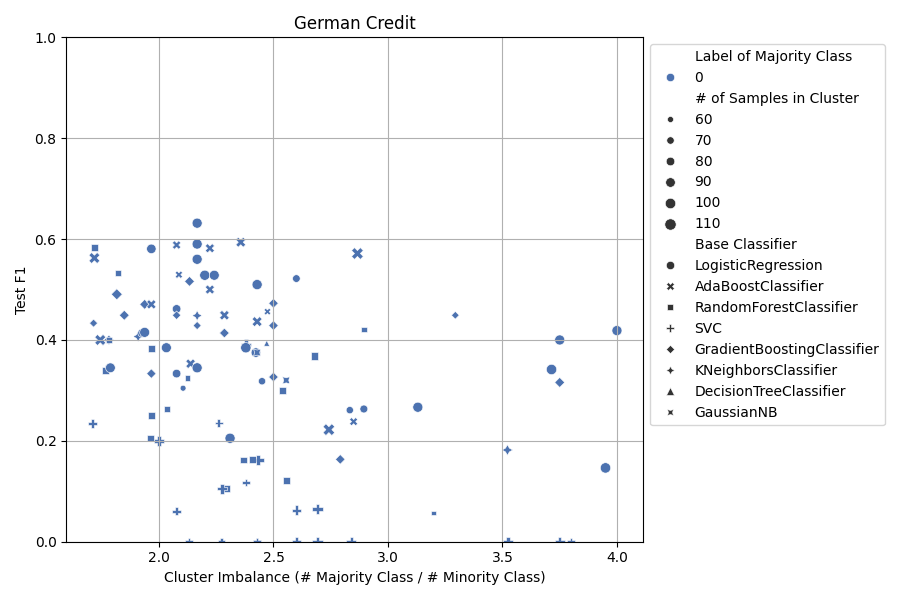 German Credit
Test F1
1.0
0.8
0.6
0.4
0.2
0.0
2.0
2.5
3.0
3.5
4.0
Cluster Imbalance (# Majority Class / # Minority Class)
Label of Majority Class
0
# of Samples in Cluster
60
70
80
90
100
110
Base Classifier
LogisticRegression
AdaBoostClassifier
RandomForestClassifier
SVC
GradientBoostingClassifier
KNeighborsClassifier
DecisionTreeClassifier
GaussianNB